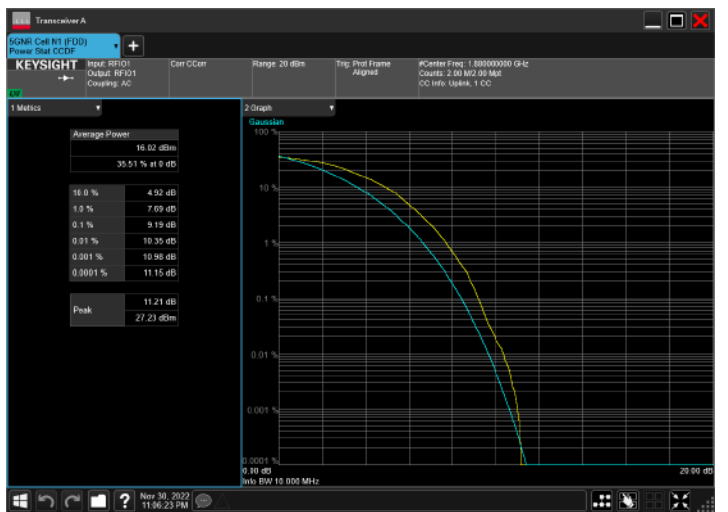 Transceiver A
5GNR Cell N1 (FDD)
Power Stat CCDF
KEYSIGHT
Input: RFIO1
Output: RFIO1
Coupling: AC
Corr CCorr
Range: 20 dBm
Trig: Prot Frame
Aligned
#Center Freq: 1.880000000 GHz
Counts: 2.00 M/2.00 Mpt
CC Info: Uplink, 1 CC
1 Metrics
Average Power
16.02 dBm
35.51 % at 0 dB
10.0 % 4.92 dB
1.0 % 7.69 dB
0.1 % 9.19 dB
0.01 % 10.35 dB
0.001 % 10.98 dB
0.0001 % 11.15 dB
Peak
11.21 dB
27.23 dBm
2 Graph
Gaussian
100 %
10 %
1 %
0.1 %
0.01 %
0.001 %
0.0001 %
0.00 dB
20.00 dB
Info BW 10.000 MHz
Nov 30, 2022
11:06:23 PM